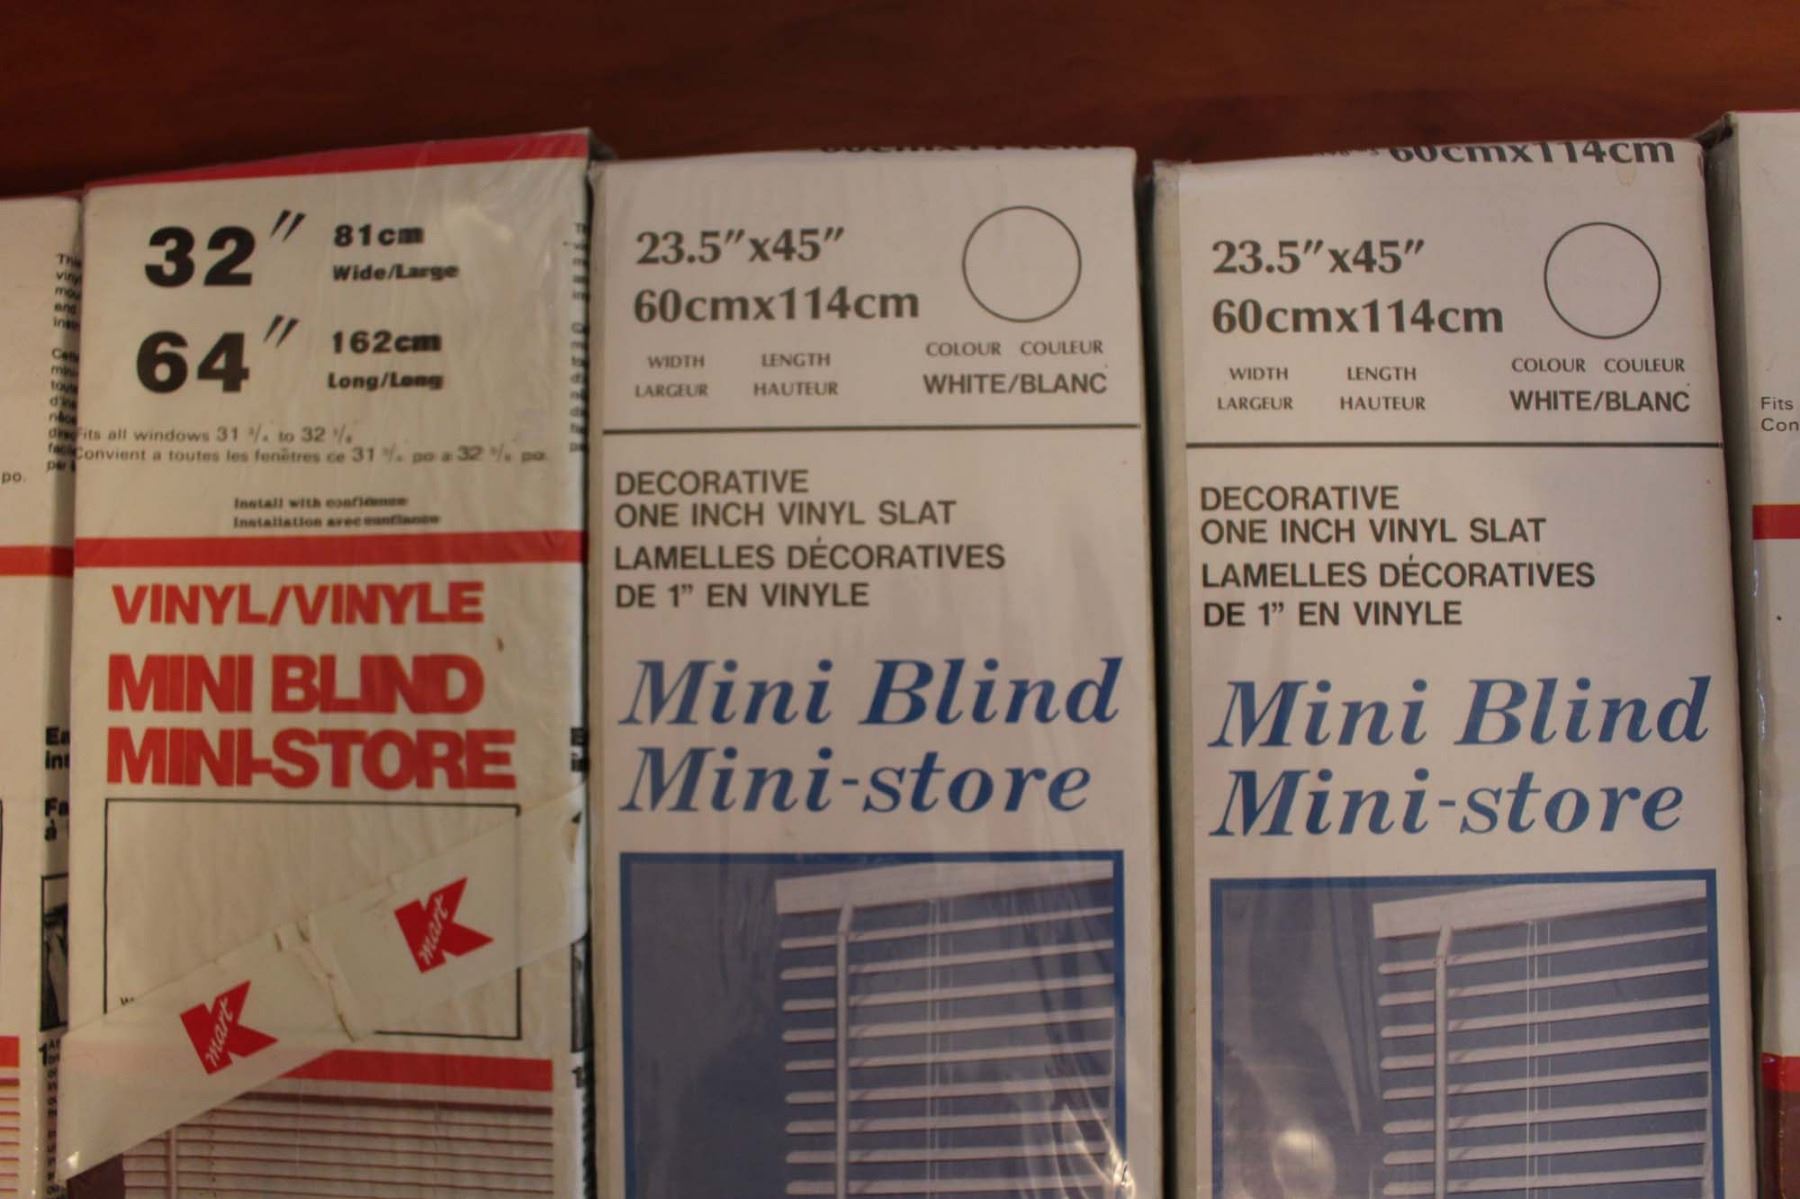 po.
32" 81cm
Wide/Large
64" 162cm
Long/Long
Fits all windows 31 to 32
Convient a toutes les fenêtres de 31 po a 32 po.
Install with confidence
Installation avec confiance
VINYL/VINYLE
MINI BLIND
MINI-STORE
K mart
K mart
23.5"x45"
60cmx114cm
WIDTH LENGTH
LARGEUR HAUTEUR
COLOUR COULEUR
WHITE/BLANC
DECORATIVE
ONE INCH VINYL SLAT
LAMELLES DÉCORATIVES
DE 1" EN VINYLE
Mini Blind
Mini-store
60cmx114cm
23.5"x45"
60cmx114cm
WIDTH LENGTH
LARGEUR HAUTEUR
COLOUR COULEUR
WHITE/BLANC
DECORATIVE
ONE INCH VINYL SLAT
LAMELLES DÉCORATIVES
DE 1" EN VINYLE
Mini Blind
Mini-store
Fits
Con